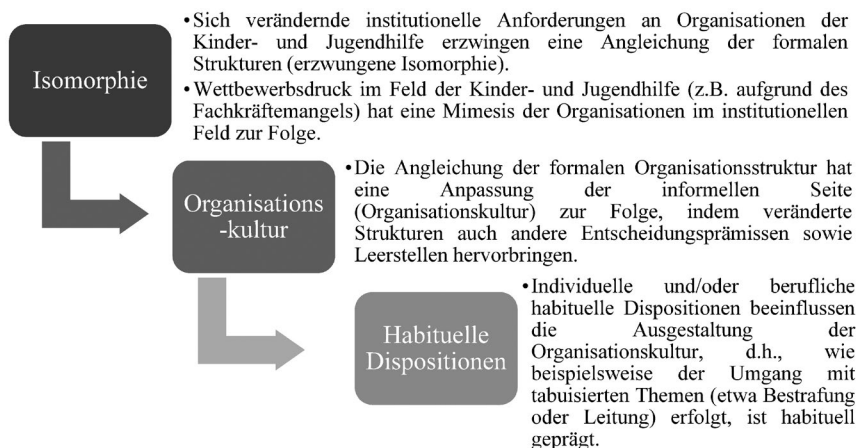 Isomorphie
•Sich verändernde institutionelle Anforderungen an Organisationen der
Kinder- und Jugendhilfe erzwingen eine Angleichung der formalen
Strukturen (erzwungene Isomorphie).
•Wettbewerbsdruck im Feld der Kinder- und Jugendhilfe (z.B. aufgrund des
Fachkräftemangels) hat eine Mimesis der Organisationen im institutionellen
Feld zur Folge.
Organisations
-kultur
•Die Angleichung der formalen Organisationsstruktur hat
eine Anpassung der informellen Seite
(Organisationskultur) zur Folge, indem veränderte
Strukturen auch andere Entscheidungsprämissen sowie
Leerstellen hervorbringen.
Habituelle
Dispositionen
•Individuelle und/oder berufliche
habituelle Dispositionen beeinflussen
die Ausgestaltung der
Organisationskultur, d.h., wie
beispielsweise der Umgang mit
tabuisierten Themen (etwa Bestrafung
oder Leitung) erfolgt, ist habituell
geprägt.